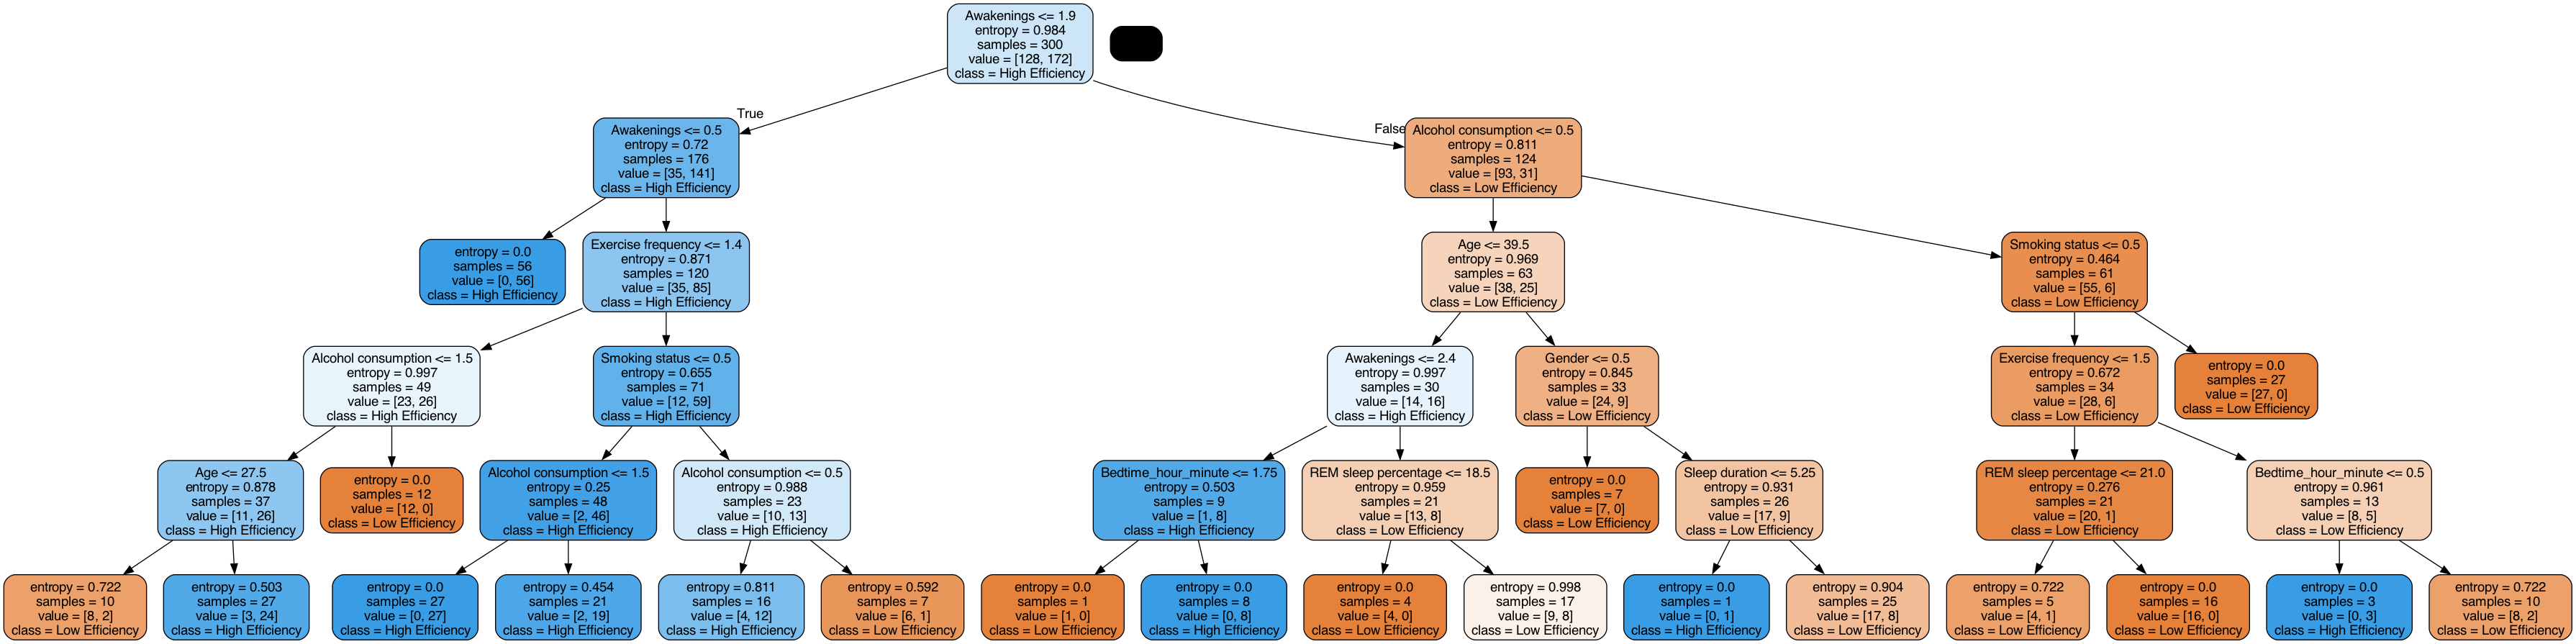 Awakenings <= 1.9
entropy = 0.984
samples = 300
value = [128, 172]
class = High Efficiency
True
False
Awakenings <= 0.5
entropy = 0.72
samples = 176
value = [35, 141]
class = High Efficiency
Alcohol consumption <= 0.5
entropy = 0.811
samples = 124
value = [93, 31]
class = Low Efficiency
entropy = 0.0
samples = 56
value = [0, 56]
class = High Efficiency
Exercise frequency <= 1.4
entropy = 0.871
samples = 120
value = [35, 85]
class = High Efficiency
Age <= 39.5
entropy = 0.969
samples = 63
value = [38, 25]
class = Low Efficiency
Smoking status <= 0.5
entropy = 0.464
samples = 61
value = [55, 6]
class = Low Efficiency
Alcohol consumption <= 1.5
entropy = 0.997
samples = 49
value = [23, 26]
class = High Efficiency
Smoking status <= 0.5
entropy = 0.655
samples = 71
value = [12, 59]
class = High Efficiency
Awakenings <= 2.4
entropy = 0.997
samples = 30
value = [14, 16]
class = High Efficiency
Gender <= 0.5
entropy = 0.845
samples = 33
value = [24, 9]
class = Low Efficiency
Exercise frequency <= 1.5
entropy = 0.672
samples = 34
value = [28, 6]
class = Low Efficiency
entropy = 0.0
samples = 27
value = [27, 0]
class = Low Efficiency
Age <= 27.5
entropy = 0.878
samples = 37
value = [11, 26]
class = High Efficiency
entropy = 0.0
samples = 12
value = [12, 0]
class = Low Efficiency
Alcohol consumption <= 1.5
entropy = 0.25
samples = 48
value = [2, 46]
class = High Efficiency
Alcohol consumption <= 0.5
entropy = 0.988
samples = 23
value = [10, 13]
class = High Efficiency
Bedtime_hour_minute <= 1.75
entropy = 0.503
samples = 9
value = [1, 8]
class = High Efficiency
REM sleep percentage <= 18.5
entropy = 0.959
samples = 21
value = [13, 8]
class = Low Efficiency
entropy = 0.0
samples = 7
value = [7, 0]
class = Low Efficiency
Sleep duration <= 5.25
entropy = 0.931
samples = 26
value = [17, 9]
class = Low Efficiency
REM sleep percentage <= 21.0
entropy = 0.276
samples = 21
value = [20, 1]
class = Low Efficiency
Bedtime_hour_minute <= 0.5
entropy = 0.961
samples = 13
value = [8, 5]
class = Low Efficiency
entropy = 0.722
samples = 10
value = [8, 2]
class = Low Efficiency
entropy = 0.503
samples = 27
value = [3, 24]
class = High Efficiency
entropy = 0.0
samples = 27
value = [0, 27]
class = High Efficiency
entropy = 0.454
samples = 21
value = [2, 19]
class = High Efficiency
entropy = 0.811
samples = 16
value = [4, 12]
class = High Efficiency
entropy = 0.592
samples = 7
value = [6, 1]
class = Low Efficiency
entropy = 0.0
samples = 1
value = [1, 0]
class = Low Efficiency
entropy = 0.0
samples = 8
value = [0, 8]
class = High Efficiency
entropy = 0.0
samples = 4
value = [4, 0]
class = Low Efficiency
entropy = 0.998
samples = 17
value = [9, 8]
class = Low Efficiency
entropy = 0.0
samples = 1
value = [0, 1]
class = High Efficiency
entropy = 0.904
samples = 25
value = [17, 8]
class = Low Efficiency
entropy = 0.722
samples = 5
value = [4, 1]
class = Low Efficiency
entropy = 0.0
samples = 16
value = [16, 0]
class = Low Efficiency
entropy = 0.0
samples = 3
value = [0, 3]
class = High Efficiency
entropy = 0.722
samples = 10
value = [8, 2]
class = Low Efficiency